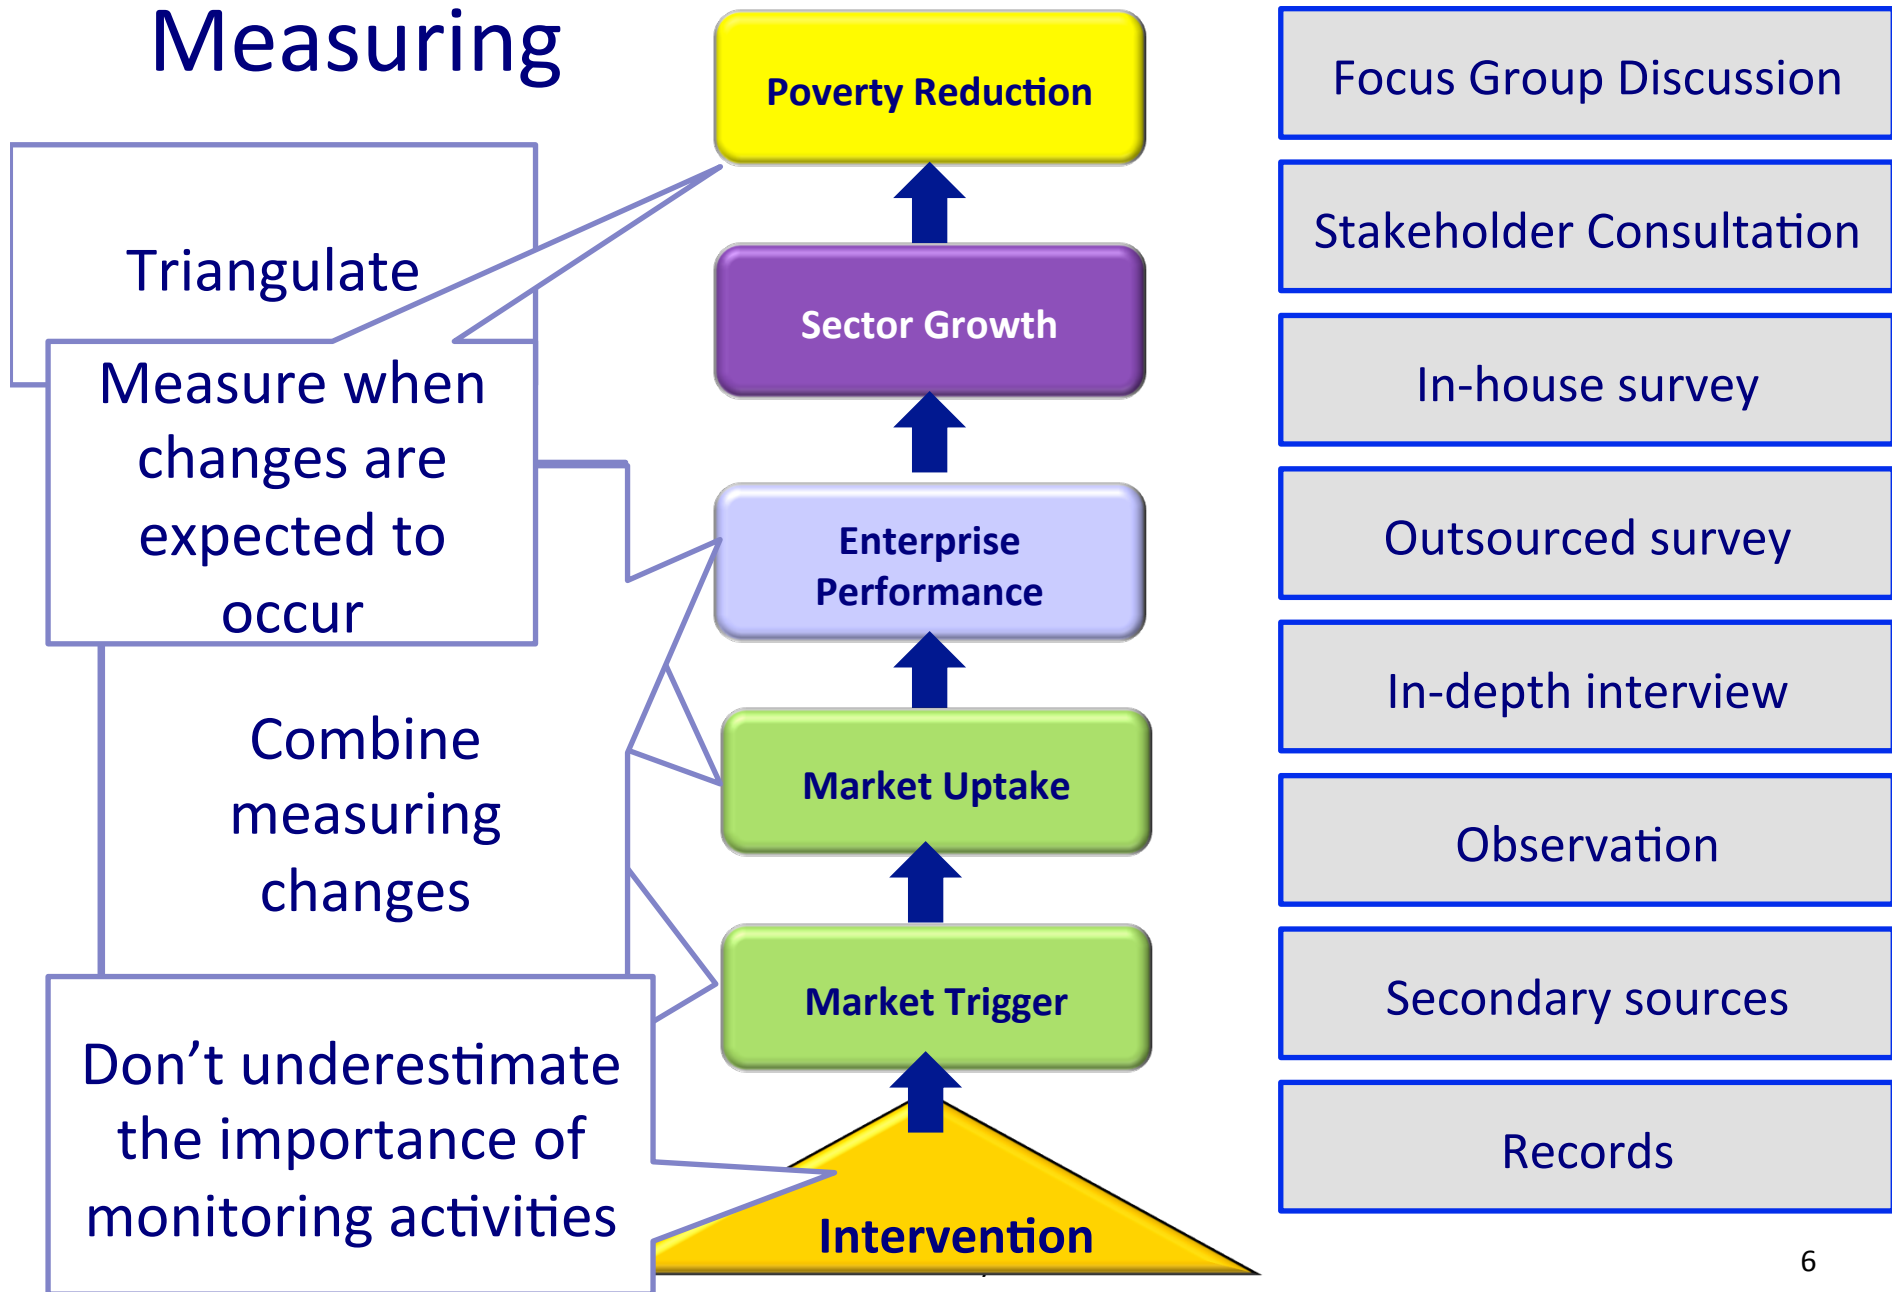 Measuring
Triangulate
Measure when
changes are
expected to
occur
Combine
measuring
changes
Don’t underestimate
the importance of
monitoring activities
Poverty Reduction
Sector Growth
Enterprise
Performance
Market Uptake
Market Trigger
Intervention
Focus Group Discussion
Stakeholder Consultation
In-house survey
Outsourced survey
In-depth interview
Observation
Secondary sources
Records
6